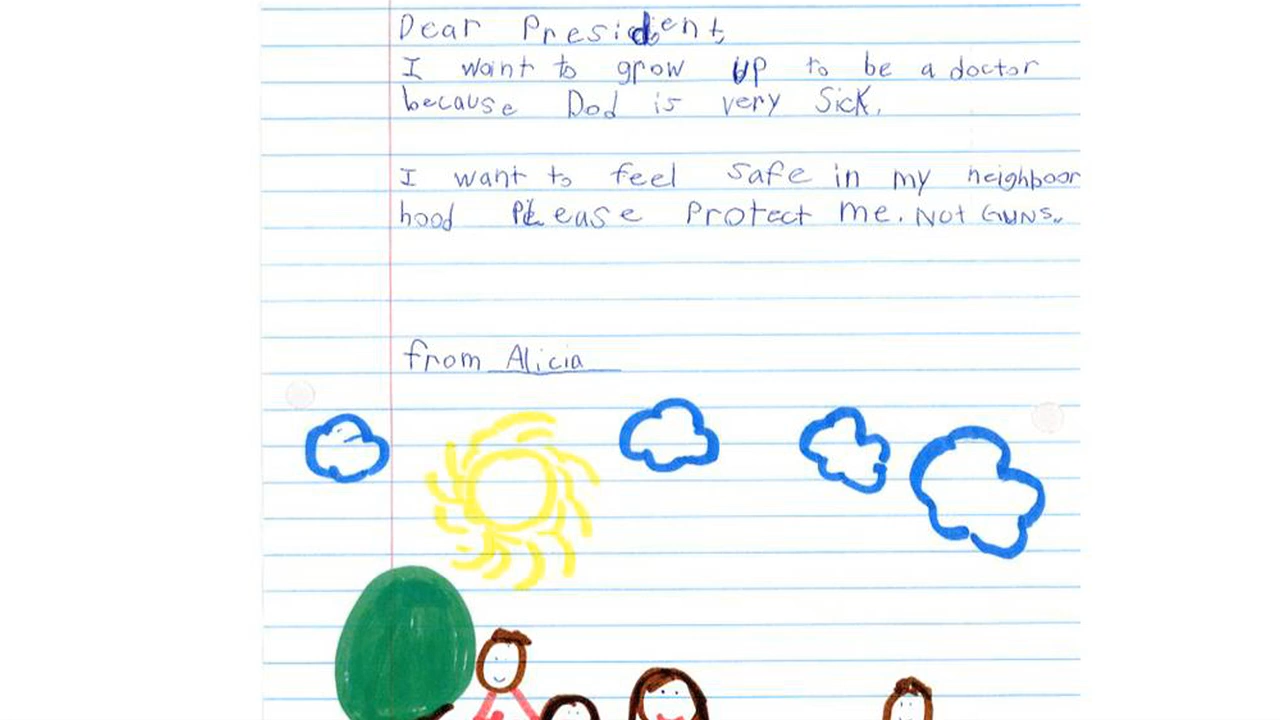 Dear President,
I want to grow up to be a doctor
because Dad is very Sick.
I want to feel safe in my neighboor
hood PLease Protect me. Not GUNS.
from Alicia